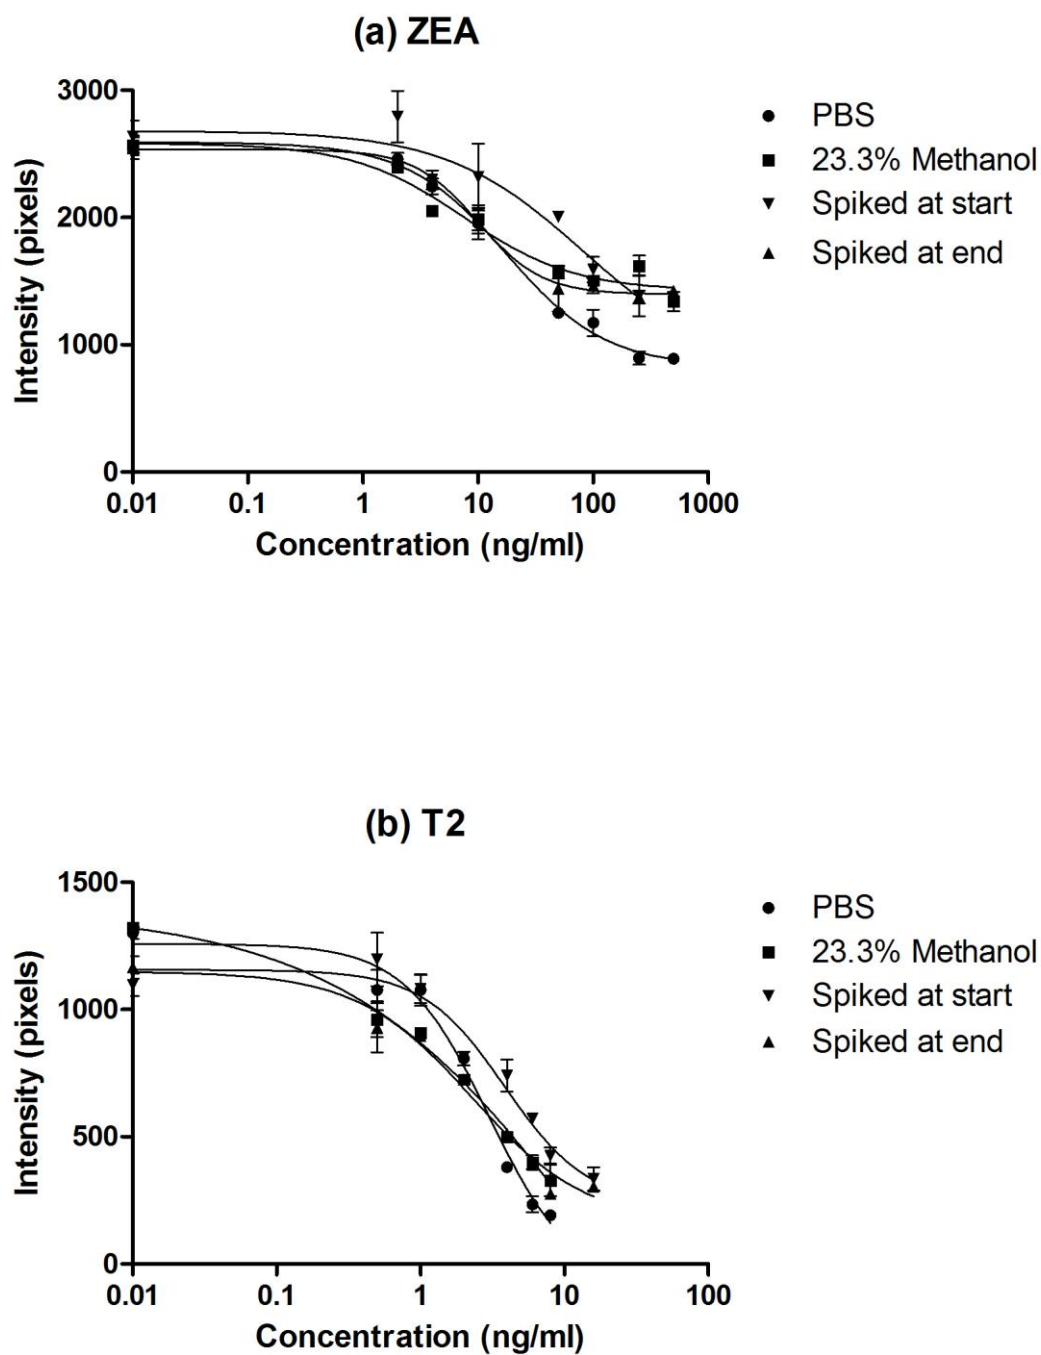 (a) ZEA
3000
2000
1000
0
Intensity (pixels)
0.01 0.1 1 10 100 1000
Concentration (ng/ml)
PBS
23.3% Methanol
Spiked at start
Spiked at end
(b) T2
1500
1000
500
0
Intensity (pixels)
0.01 0.1 1 10 100
Concentration (ng/ml)
PBS
23.3% Methanol
Spiked at start
Spiked at end